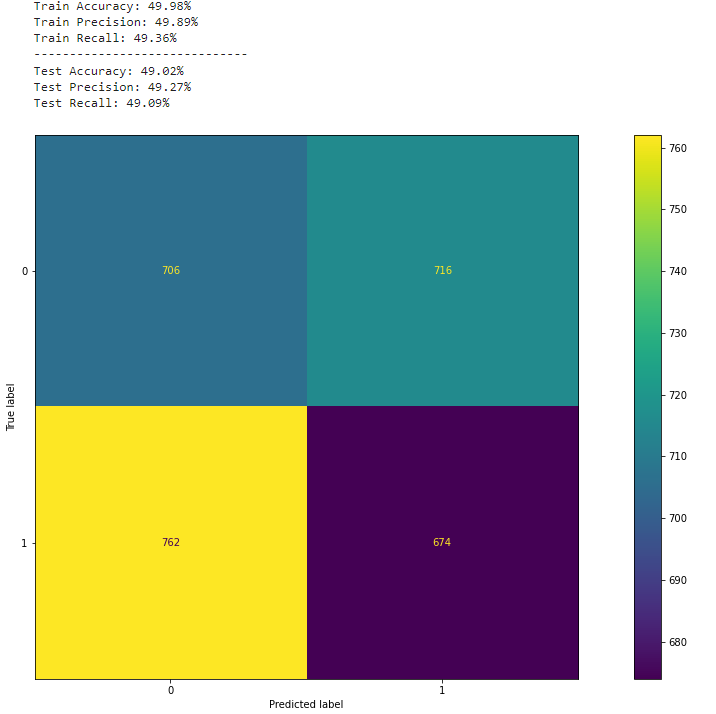 Train Accuracy: 49.98%
Train Precision: 49.89%
Train Recall: 49.36%
----------------------------
Test Accuracy: 49.02%
Test Precision: 49.27%
Test Recall: 49.09%
760
750
740
730
720
710
700
690
680
0
706
716
True label
1
762
674
0
1
Predicted label